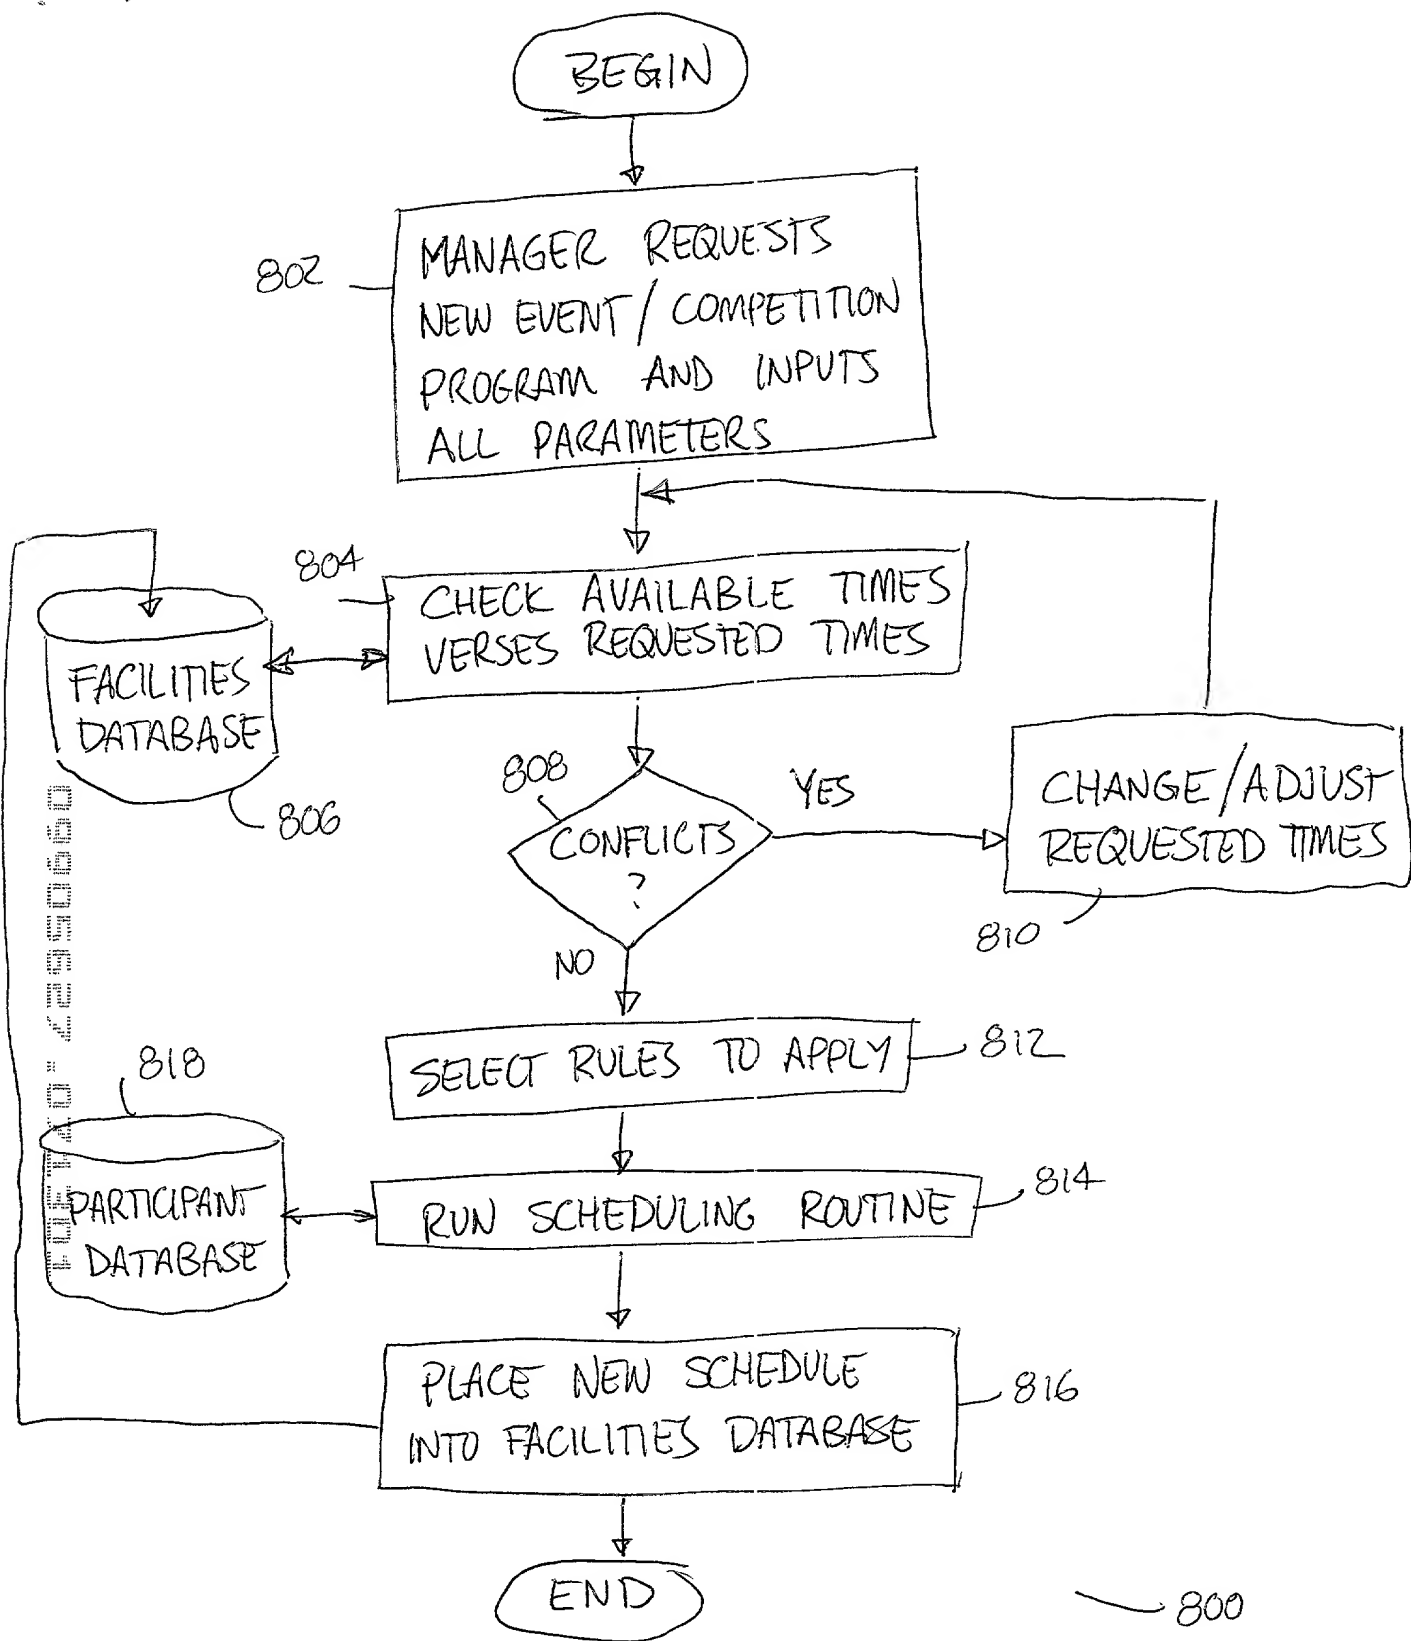 BEGIN
802
MANAGER REQUESTS
NEW EVENT / COMPETITION
PROGRAM AND INPUTS
ALL PARAMETERS
804
CHECK AVAILABLE TIMES
VERSES REQUESTED TIMES
FACILITIES
DATABASE
806
808
CONFLICTS
?
YES
CHANGE/ADJUST
REQUESTED TIMES
810
NO
SELECT RULES TO APPLY
812
818
PARTICIPANT
DATABASE
RUN SCHEDULING ROUTINE
814
PLACE NEW SCHEDULE
INTO FACILITIES DATABASE
816
END
800